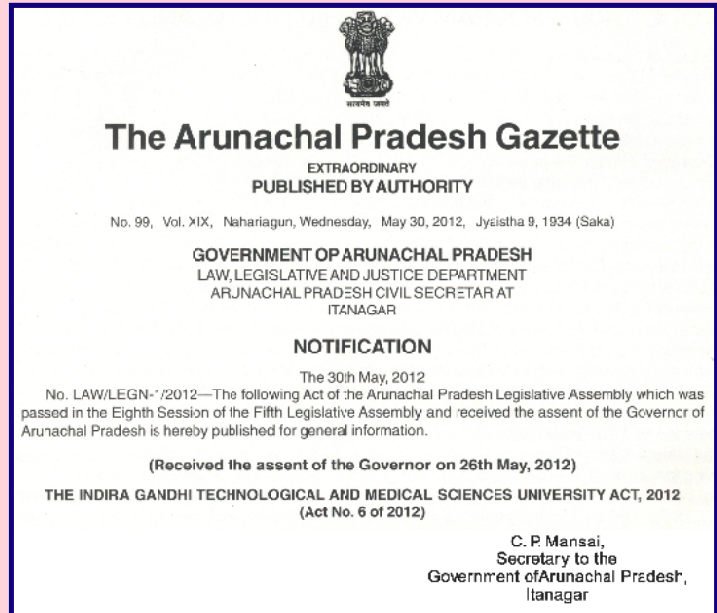 सत्यमेव जयते
The Arunachal Pradesh Gazette
EXTRAORDINARY
PUBLISHED BY AUTHORITY
No. 99, Vol. XIX, Nahariagun, Wednesday, May 30, 2012, Jyaistha 9, 1934 (Saka)
GOVERNMENT OF ARUNACHAL PRADESH
LAW, LEGISLATIVE AND JUSTICE DEPARTMENT
ARUNACHAL PRADESH CIVIL SECRETARIAT
ITANAGAR
NOTIFICATION
The 30th May, 2012
No. LAW/LEGN-1/2012—The following Act of the Arunachal Pradesh Legislative Assembly which was
passed in the Eighth Session of the Fifth Legislative Assembly and received the assent of the Governor of
Arunachal Pradesh is hereby published for general information.
(Received the assent of the Governor on 26th May, 2012)
THE INDIRA GANDHI TECHNOLOGICAL AND MEDICAL SCIENCES UNIVERSITY ACT, 2012
(Act No. 6 of 2012)
C. P. Mansai,
Secretary to the
Government of Arunachal Pradesh,
Itanagar